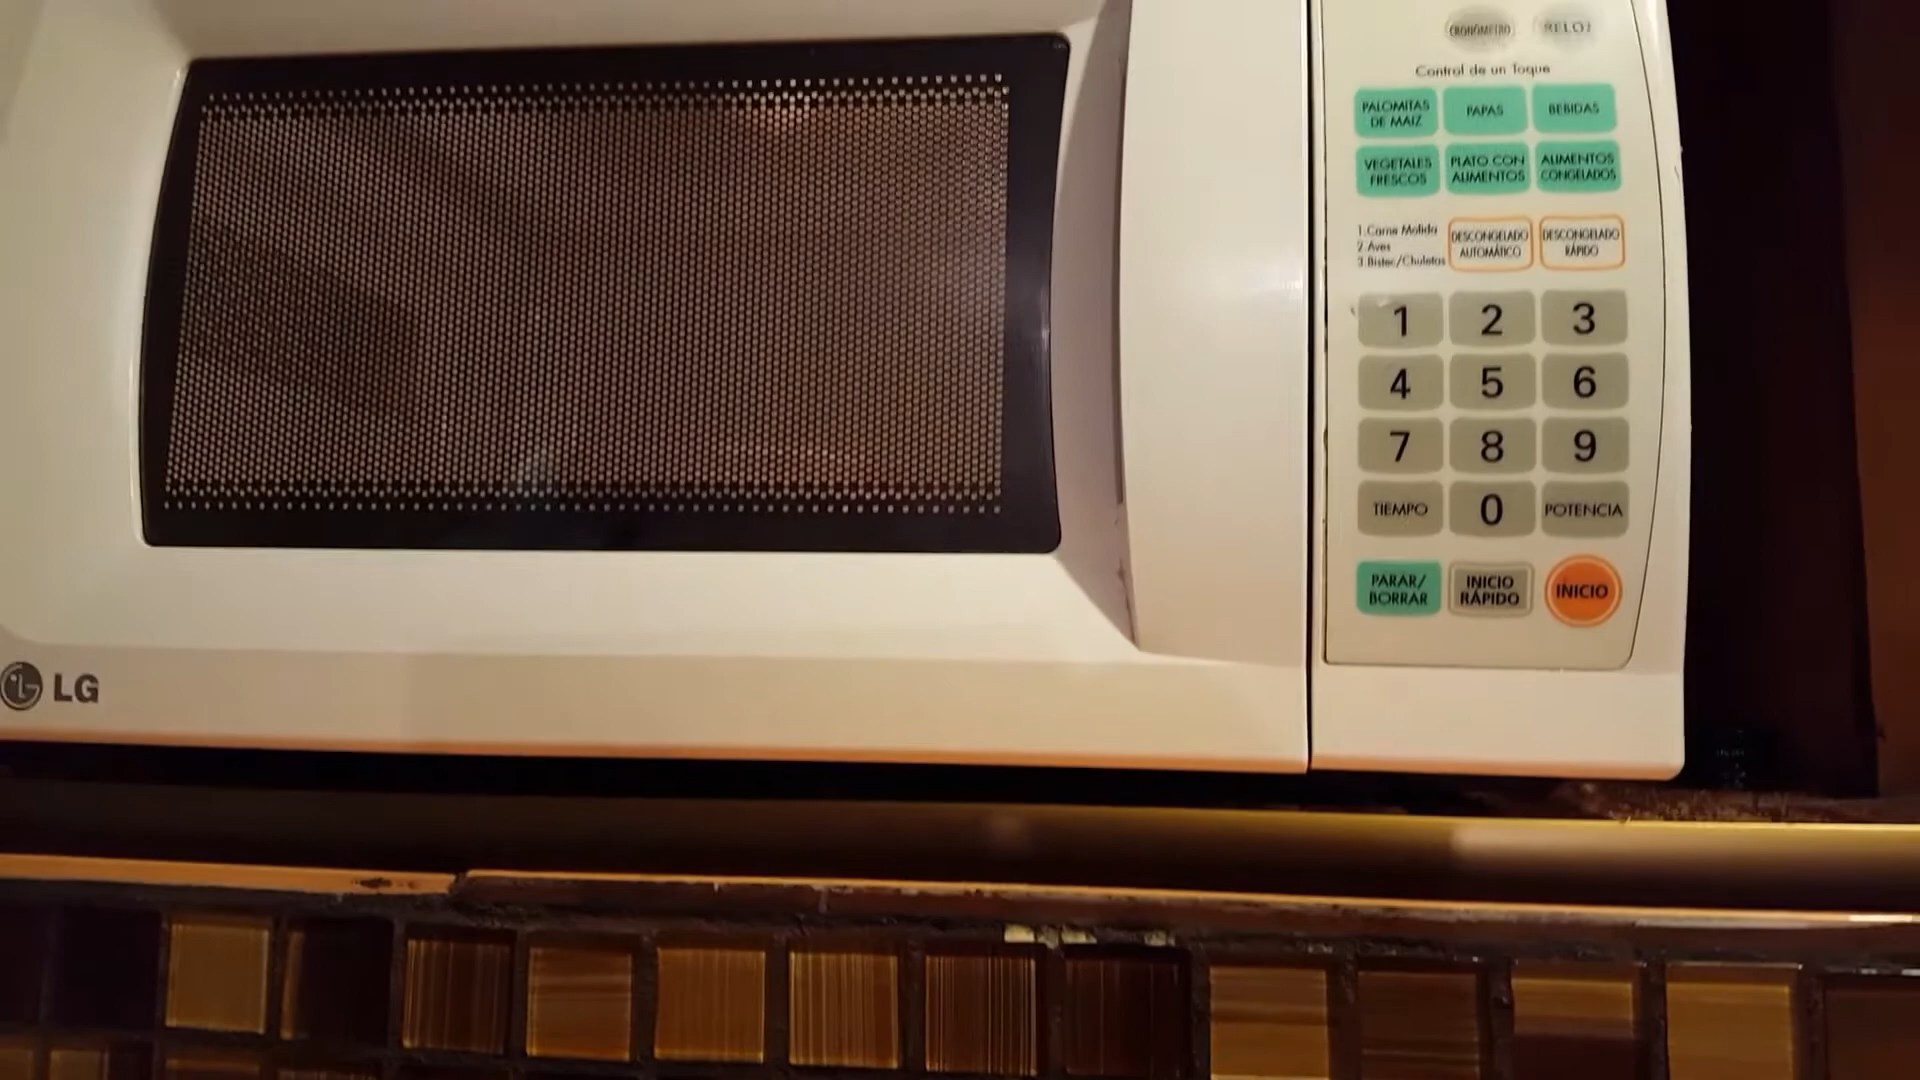 CRONÓMETRO RELOJ
Control de un Toque
PALOMITAS
DE MAIZ
PAPAS
BEBIDAS
VEGETALES
FRESCOS
PLATO CON
ALIMENTOS
ALIMENTOS
CONGELADOS
1.Carne Molida
2.Aves
3.Bistec/Chuletas
DESCONGELADO
AUTOMÁTICO
DESCONGELADO
RÁPIDO
1 2 3
4 5 6
7 8 9
TIEMPO 0 POTENCIA
PARAR/
BORRAR
INICIO
RÁPIDO
INICIO
LG LG